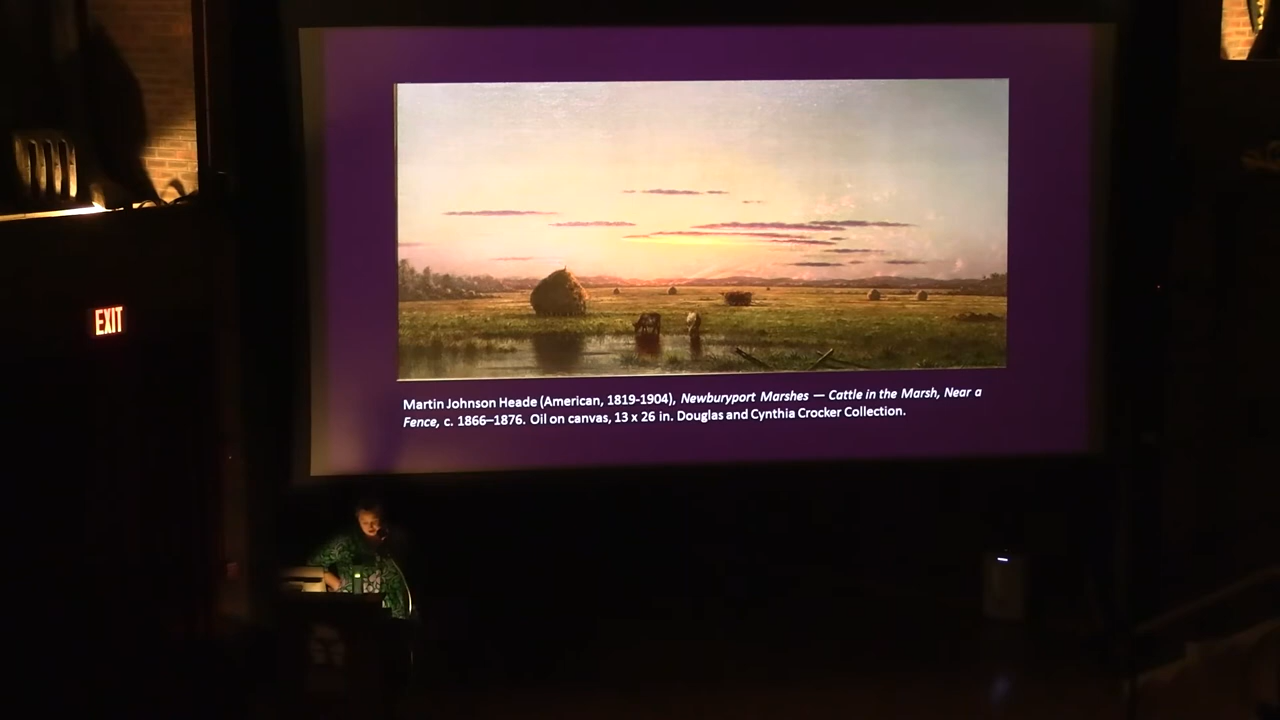 EXIT
Martin Johnson Heade (American, 1819-1904), Newburyport Marshes — Cattle in the Marsh, Near a
Fence, c. 1866–1876. Oil on canvas, 13 x 26 in. Douglas and Cynthia Crocker Collection.